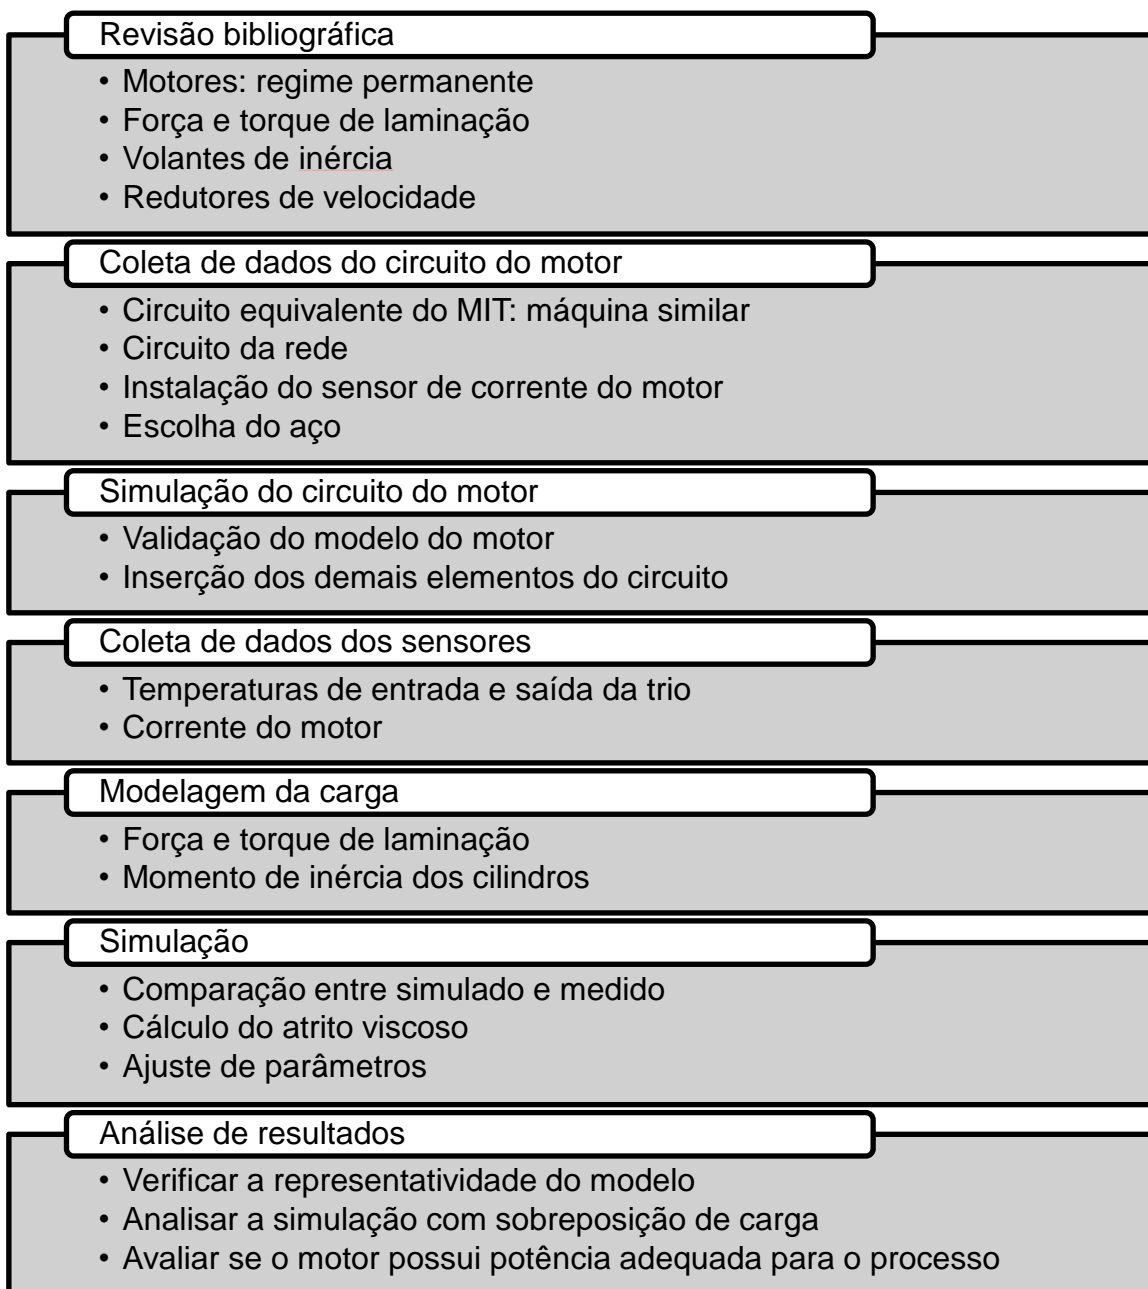 Revisão bibliográfica
• Motores: regime permanente
• Força e torque de laminação
• Volantes de inércia
• Redutores de velocidade
Coleta de dados do circuito do motor
• Circuito equivalente do MIT: máquina similar
• Circuito da rede
• Instalação do sensor de corrente do motor
• Escolha do aço
Simulação do circuito do motor
• Validação do modelo do motor
• Inserção dos demais elementos do circuito
Coleta de dados dos sensores
• Temperaturas de entrada e saída da trio
• Corrente do motor
Modelagem da carga
• Força e torque de laminação
• Momento de inércia dos cilindros
Simulação
• Comparação entre simulado e medido
• Cálculo do atrito viscoso
• Ajuste de parâmetros
Análise de resultados
• Verificar a representatividade do modelo
• Analisar a simulação com sobreposição de carga
• Avaliar se o motor possui potência adequada para o processo